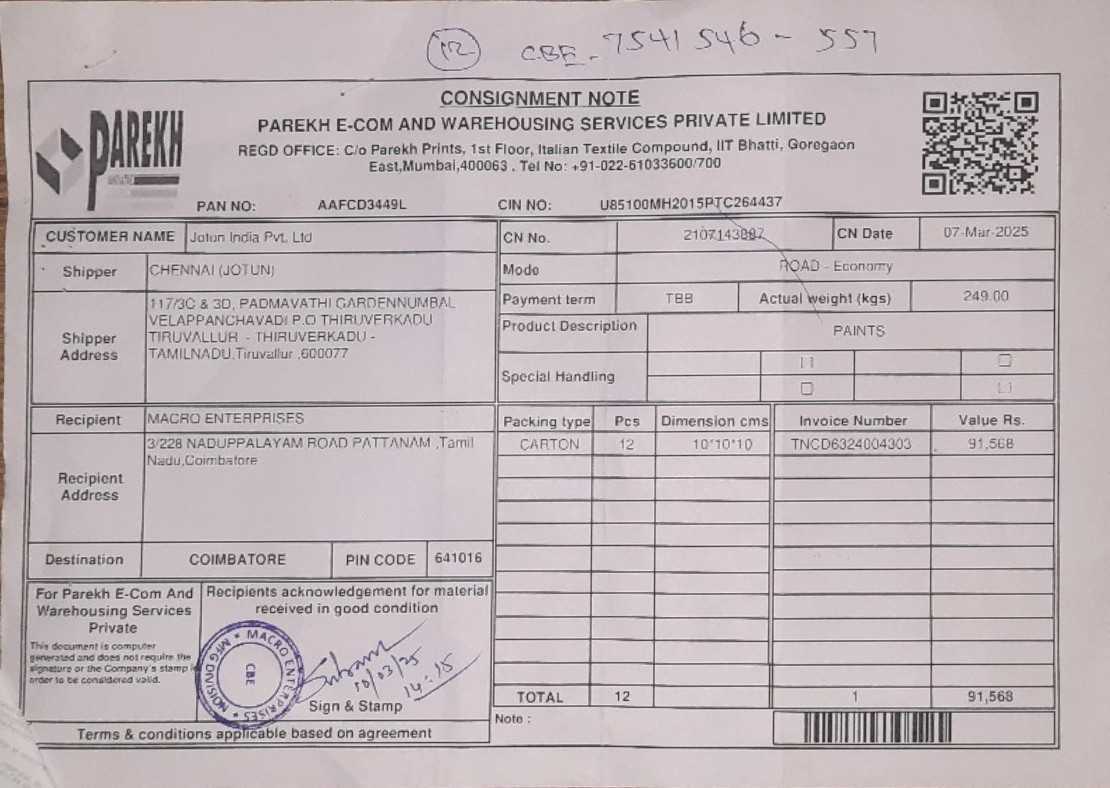 12 CBE - 7541546 - 557
CONSIGNMENT NOTE
PAREKH
PAREKH E-COM AND WAREHOUSING SERVICES PRIVATE LIMITED
REGD OFFICE: C/o Parekh Prints, 1st Floor, Italian Textile Compound, IIT Bhatti, Goregaon
East,Mumbai,400063 . Tel No: +91-022-61033600/700
PAN NO: AAFCD3449L CIN NO: U85100MH2015PTC264437
CUSTOMER NAME Jotun India Pvt. Ltd
CN No. 2107143887 CN Date 07-Mar-2025
Shipper CHENNAI (JOTUN)
Mode ROAD - Economy
Payment term TBB Actual weight (kgs) 249.00
Shipper Address
117/3C & 3D, PADMAVATHI GARDENNUMBAL
VELAPPANCHAVADI P.O THIRUVERKADU
TIRUVALLUR - THIRUVERKADU -
TAMILNADU,Tiruvallur ,600077
Product Description PAINTS
Special Handling
Recipient MACRO ENTERPRISES
Recipient Address
3/228 NADUPPALAYAM ROAD PATTANAM ,Tamil
Nadu,Coimbatore
Packing type Pcs Dimension cms Invoice Number Value Rs.
CARTON 12 10*10*10 TNCD6324004303 91,568
Destination COIMBATORE PIN CODE 641016
For Parekh E-Com And
Warehousing Services
Private
This document is computer
generated and does not require the
signature or the Company's stamp i
order to be considered valid.
Recipients acknowledgement for material
received in good condition
MACRO ENTERPRISES * MFG DIVISION *
CBE
10/03/25
14:15
Sign & Stamp
TOTAL 12 1 91,568
Note :
Terms & conditions applicable based on agreement